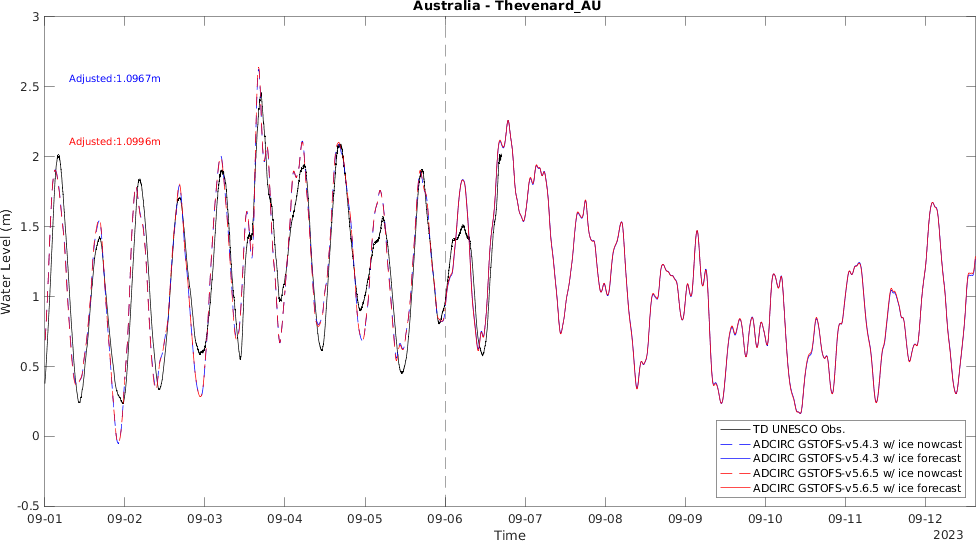 Australia - Thevenard_AU
3
2.5
2
1.5
1
0.5
0
-0.5
Water Level (m)
Adjusted:1.0967m
Adjusted:1.0996m
TD UNESCO Obs.
ADCIRC GSTOFS-v5.4.3 w/ ice nowcast
ADCIRC GSTOFS-v5.4.3 w/ ice forecast
ADCIRC GSTOFS-v5.6.5 w/ ice nowcast
ADCIRC GSTOFS-v5.6.5 w/ ice forecast
09-01 09-02 09-03 09-04 09-05 09-06 09-07 09-08 09-09 09-10 09-11 09-12
Time
2023